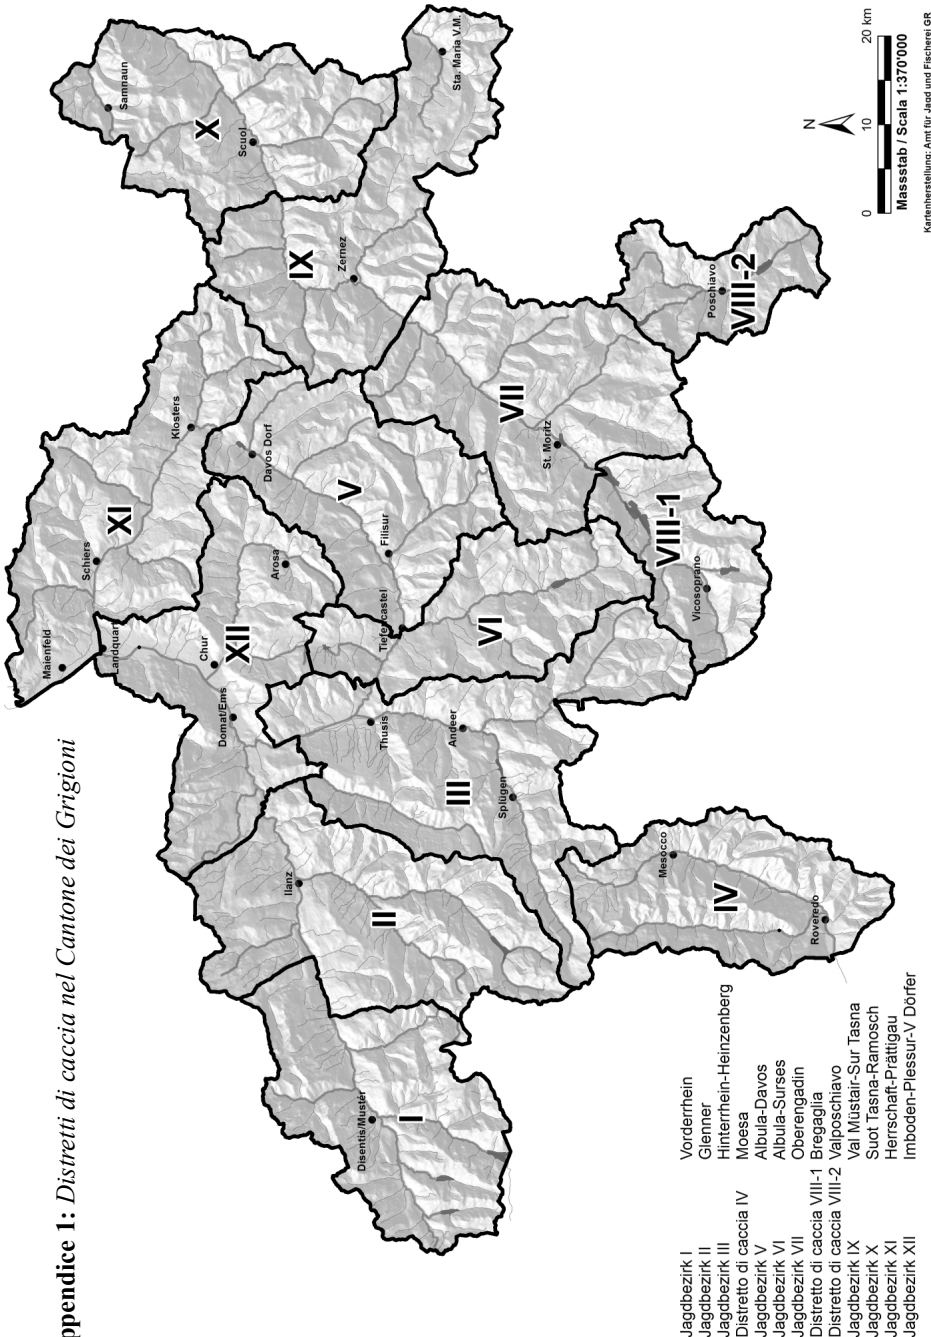 ppendice 1: Distretti di caccia nel Cantone dei Grigioni
Samnaun
X
Scuol
Sta. Maria V.M.
IX
Zernez
Klosters
XI
Schiers
Maienfeld
Landquart
Davos Dorf
V
Filisur
Arosa
Chur
XII
Domat/Ems
Tiefencastel
VI
VII
St. Moritz
VIII-1
Vicosoprano
Poschiavo
VIII-2
Thusis
Andeer
III
Splügen
Ilanz
II
Mesocco
IV
Roveredo
Disentis/Mustér
I
N
0 10 20 km
Massstab / Scala 1:370'000
Kartenherstellung: Amt für Jagd und Fischerei GR
Jagdbezirk I Vorderrhein
Jagdbezirk II Glenner
Jagdbezirk III Hinterrhein-Heinzenberg
Distretto di caccia IV Moesa
Jagdbezirk V Albula-Davos
Jagdbezirk VI Albula-Surses
Jagdbezirk VII Oberengadin
Distretto di caccia VIII-1 Bregaglia
Distretto di caccia VIII-2 Valposchiavo
Jagdbezirk IX Val Müstair-Sur Tasna
Jagdbezirk X Suot Tasna-Ramosch
Jagdbezirk XI Herrschaft-Prättigau
Jagdbezirk XII Imboden-Plessur-V Dörfer